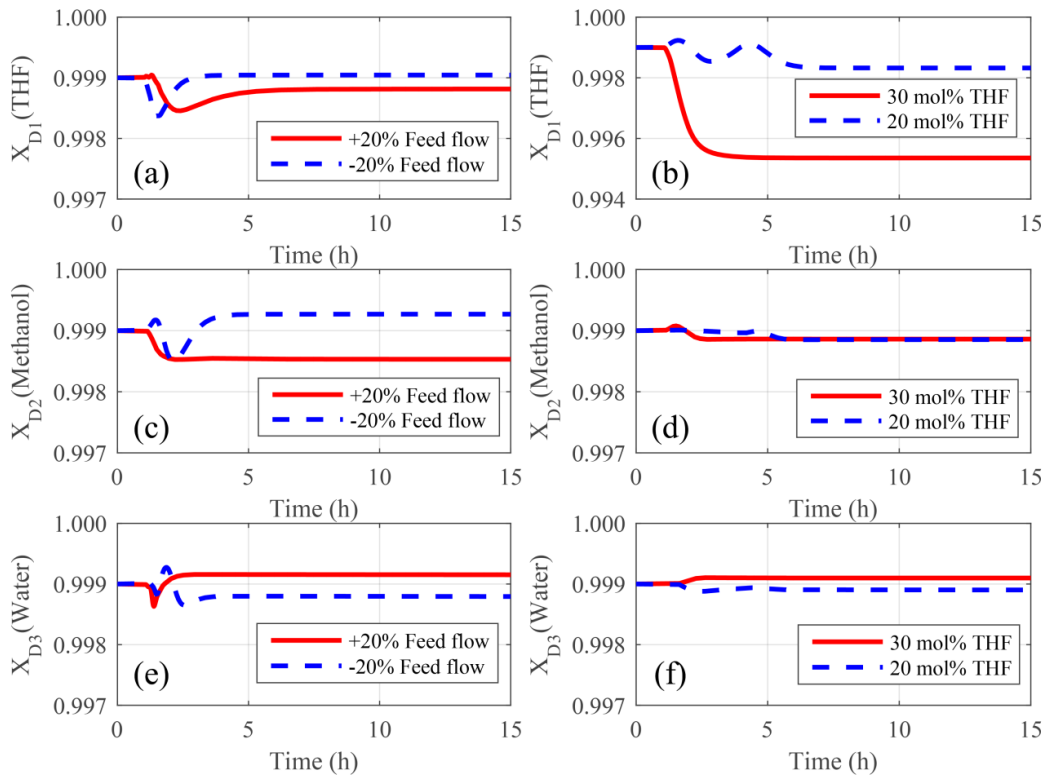 1.000
0.999
0.998
0.997
X_D1(THF)
(a)
+20% Feed flow
-20% Feed flow
0 5 10 15
Time (h)
1.000
0.998
0.996
0.994
X_D1(THF)
(b)
30 mol% THF
20 mol% THF
0 5 10 15
Time (h)
1.000
0.999
0.998
0.997
X_D2(Methanol)
(c)
+20% Feed flow
-20% Feed flow
0 5 10 15
Time (h)
1.000
0.999
0.998
0.997
X_D2(Methanol)
(d)
30 mol% THF
20 mol% THF
0 5 10 15
Time (h)
1.000
0.999
0.998
0.997
X_D3(Water)
(e)
+20% Feed flow
-20% Feed flow
0 5 10 15
Time (h)
1.000
0.999
0.998
0.997
X_D3(Water)
(f)
30 mol% THF
20 mol% THF
0 5 10 15
Time (h)